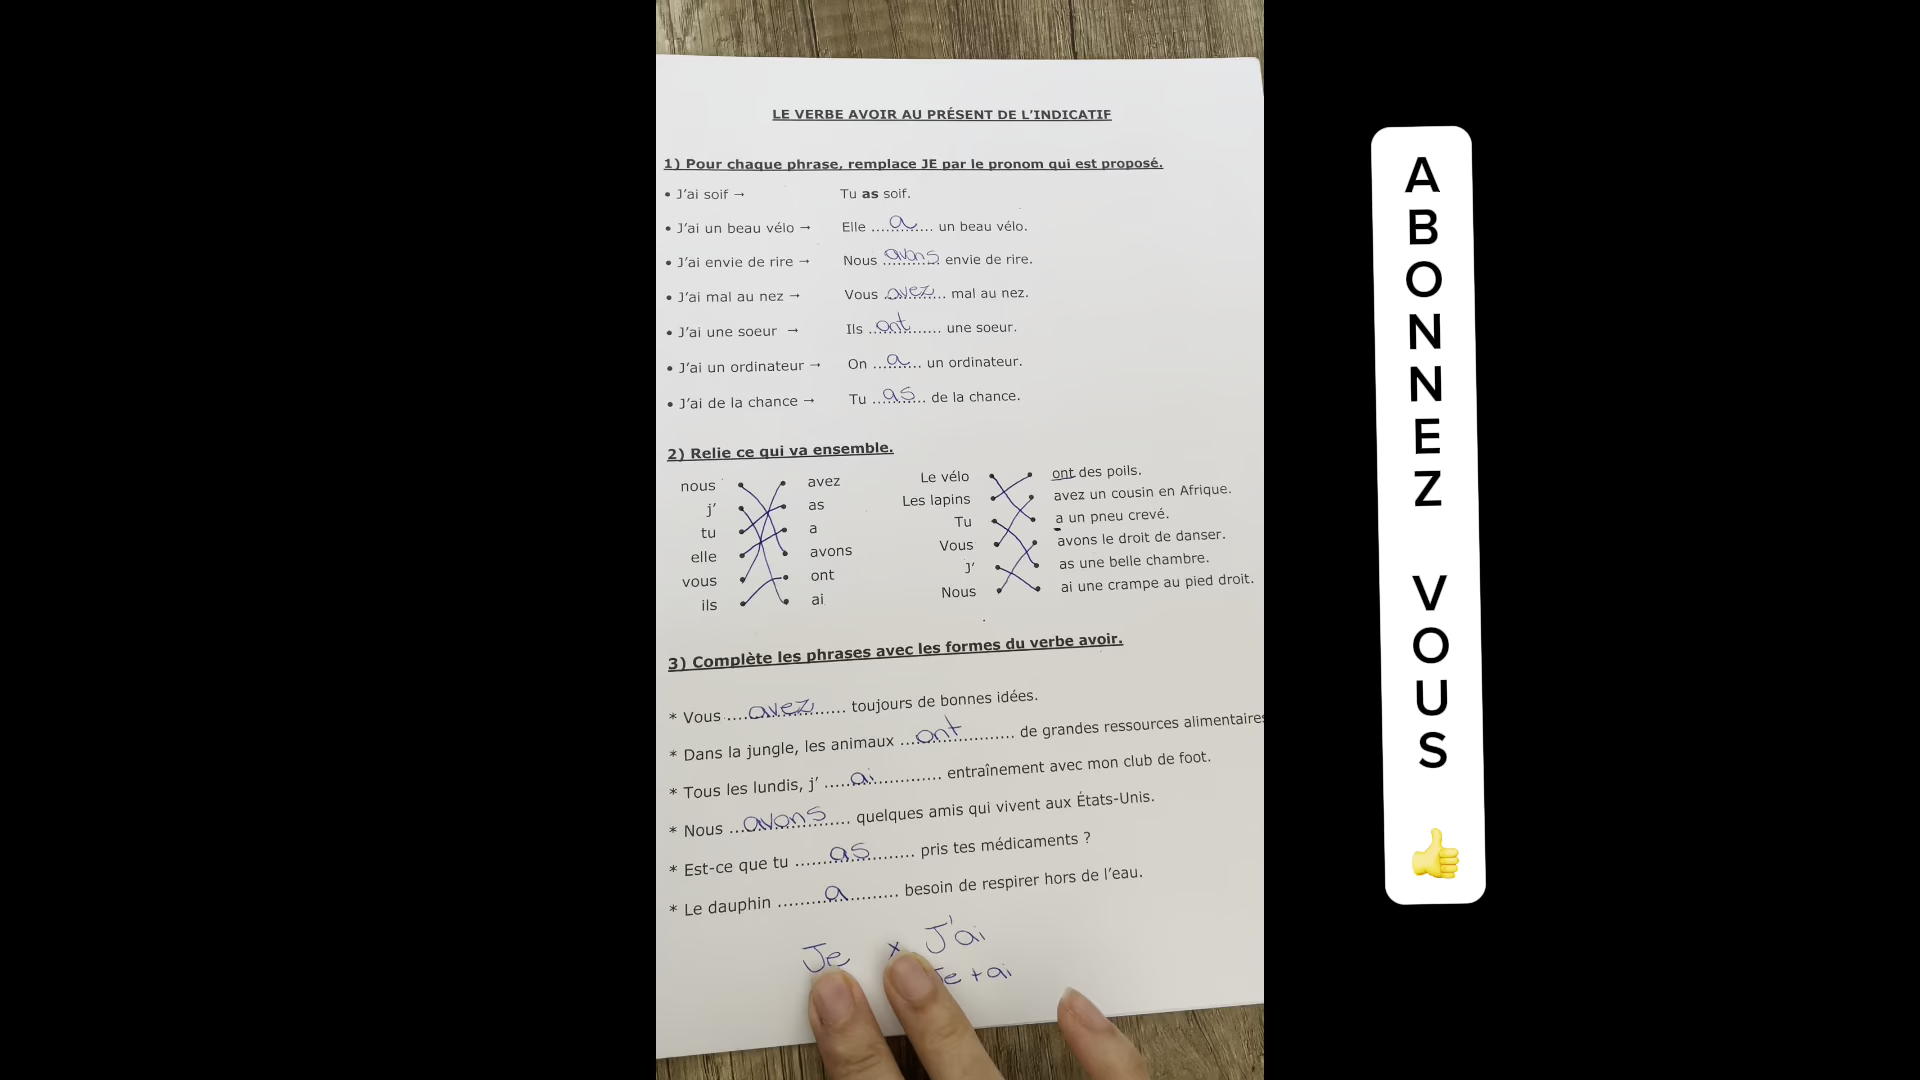 LE VERBE AVOIR AU PRÉSENT DE L'INDICATIF
1) Pour chaque phrase, remplace JE par le pronom qui est proposé.
• J'ai soif → Tu as soif.
• J'ai un beau vélo → Elle ....a.... un beau vélo.
• J'ai envie de rire → Nous avons envie de rire.
• J'ai mal au nez → Vous avez mal au nez.
• J'ai une soeur → Ils ont une soeur.
• J'ai un ordinateur → On a un ordinateur.
• J'ai de la chance → Tu as de la chance.
2) Relie ce qui va ensemble.
nous avez
j' as
tu a
elle avons
vous ont
ils ai
Le vélo ont des poils.
Les lapins avez un cousin en Afrique.
Tu a un pneu crevé.
Vous avons le droit de danser.
J' as une belle chambre.
Nous ai une crampe au pied droit.
3) Complète les phrases avec les formes du verbe avoir.
* Vous avez toujours de bonnes idées.
* Dans la jungle, les animaux ont de grandes ressources alimentaires
* Tous les lundis, j' ai entraînement avec mon club de foot.
* Nous avons quelques amis qui vivent aux États-Unis.
* Est-ce que tu as pris tes médicaments ?
* Le dauphin a besoin de respirer hors de l'eau.
Je x J'ai
Je + ai
ABONNEZ VOUS 👍